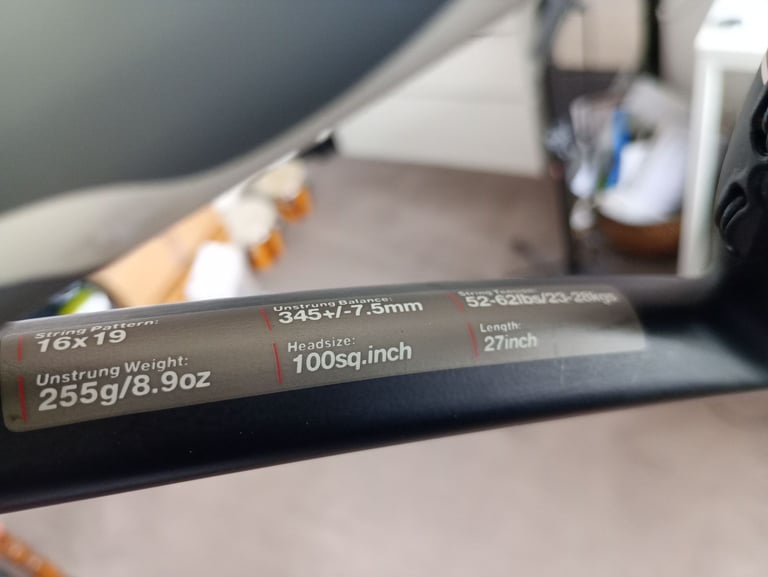 String Pattern:
16x19
Unstrung Balance:
345+/-7.5mm
String Tension:
52-62lbs/23-28kgs
Unstrung Weight:
255g/8.9oz
Headsize:
100sq.inch
Length:
27inch